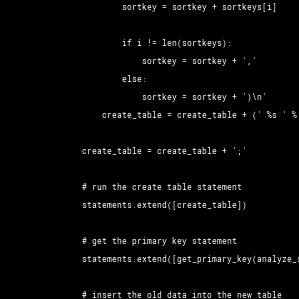 sortkey = sortkey + sortkeys[i]
if i != len(sortkeys):
sortkey = sortkey + ','
else:
sortkey = sortkey + ')\n'
create_table = create_table + (' %s ' %
create_table = create_table + ';'
# run the create table statement
statements.extend([create_table])
# get the primary key statement
statements.extend([get_primary_key(analyze_s
# insert the old data into the new table